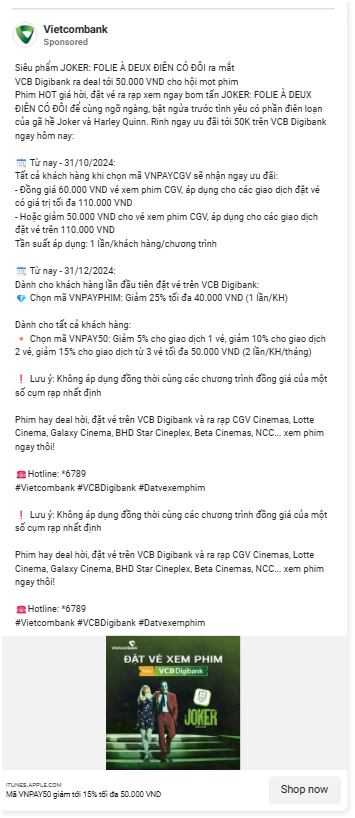 Vietcombank
Sponsored
Siêu phẩm JOKER: FOLIE À DEUX ĐIÊN CÓ ĐÔI ra mắt
VCB Digibank ra deal tới 50.000 VND cho hội mọt phim
Phim HOT giá hời, đặt vé ra rạp xem ngay bom tấn JOKER: FOLIE À DEUX
ĐIÊN CÓ ĐÔI để cùng ngỡ ngàng, bật ngửa trước tình yêu có phần điên loạn
của gã hề Joker và Harley Quinn. Rinh ngay ưu đãi tới 50K trên VCB Digibank
ngay hôm nay:
Từ nay - 31/10/2024:
Tất cả khách hàng khi chọn mã VNPAYCGV sẽ nhận ngay ưu đãi:
- Đồng giá 60.000 VND vé xem phim CGV, áp dụng cho các giao dịch đặt vé
có giá trị tối đa 110.000 VND
- Hoặc giảm 50.000 VND cho vé xem phim CGV, áp dụng cho các giao dịch
đặt vé trên 110.000 VND
Tần suất áp dụng: 1 lần/khách hàng/chương trình
Từ nay - 31/12/2024:
Dành cho khách hàng lần đầu tiên đặt vé trên VCB Digibank:
Chọn mã VNPAYPHIM: Giảm 25% tối đa 40.000 VND (1 lần/KH)
Dành cho tất cả khách hàng:
Chọn mã VNPAY50: Giảm 5% cho giao dịch 1 vé, giảm 10% cho giao dịch
2 vé, giảm 15% cho giao dịch từ 3 vé tối đa 50.000 VND (2 lần/KH/tháng)
Lưu ý: Không áp dụng đồng thời cùng các chương trình đồng giá của một
số cụm rạp nhất định
Phim hay deal hời, đặt vé trên VCB Digibank và ra rạp CGV Cinemas, Lotte
Cinema, Galaxy Cinema, BHD Star Cineplex, Beta Cinemas, NCC... xem phim
ngay thôi!
Hotline: *6789
#Vietcombank #VCBDigibank #Datvexemphim
Lưu ý: Không áp dụng đồng thời cùng các chương trình đồng giá của một
số cụm rạp nhất định
Phim hay deal hời, đặt vé trên VCB Digibank và ra rạp CGV Cinemas, Lotte
Cinema, Galaxy Cinema, BHD Star Cineplex, Beta Cinemas, NCC... xem phim
ngay thôi!
Hotline: *6789
#Vietcombank #VCBDigibank #Datvexemphim
Vietcombank
ĐẶT VÉ XEM PHIM
VCB Digibank
JOKER
ITUNES.APPLE.COM
Mã VNPAY50 giảm tới 15% tối đa 50.000 VND
Shop now